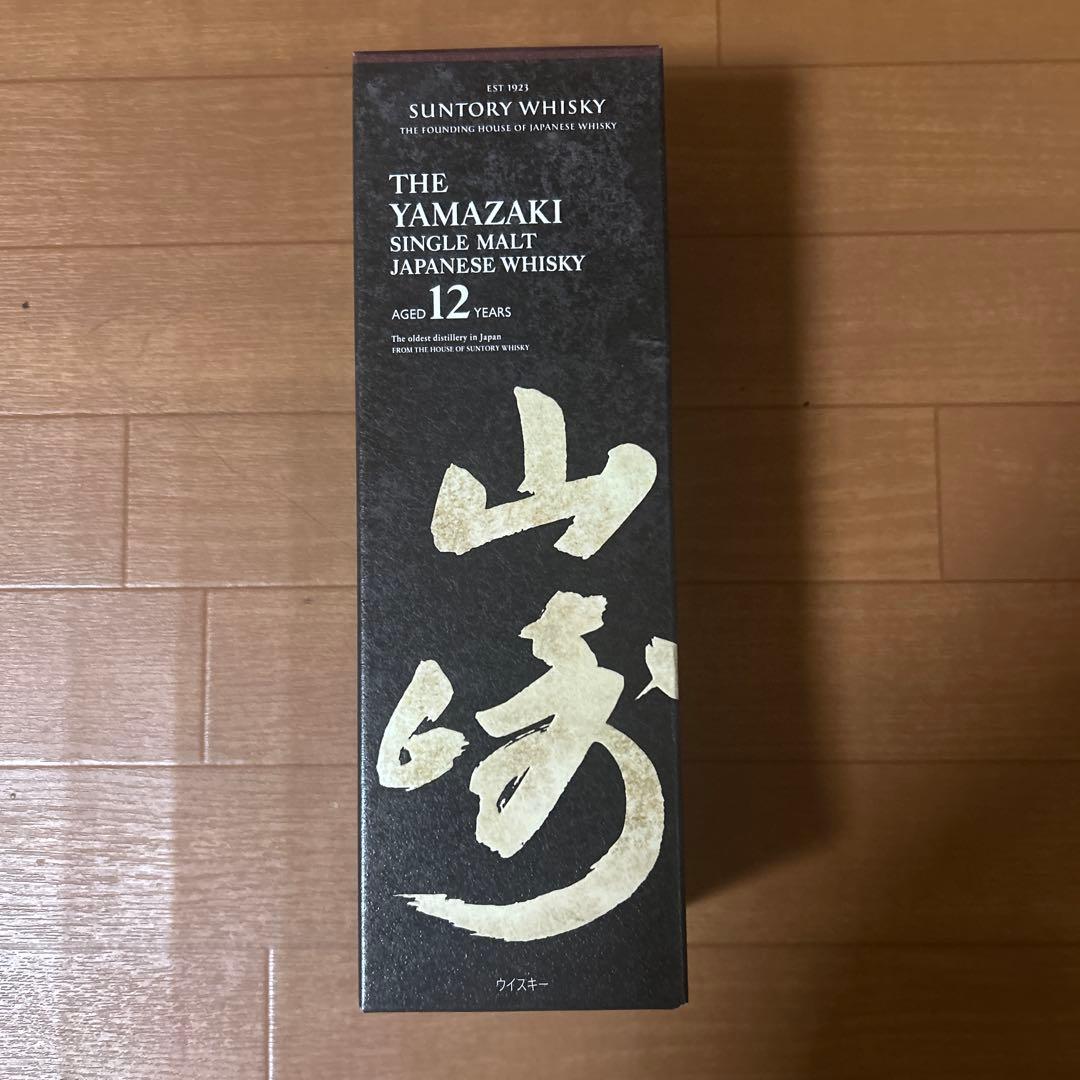 EST 1923
SUNTORY WHISKY
THE FOUNDING HOUSE OF JAPANESE WHISKY
THE
YAMAZAKI
SINGLE MALT
JAPANESE WHISKY
AGED 12 YEARS
The oldest distillery in Japan
FROM THE HOUSE OF SUNTORY WHISKY
山崎
ウイスキー